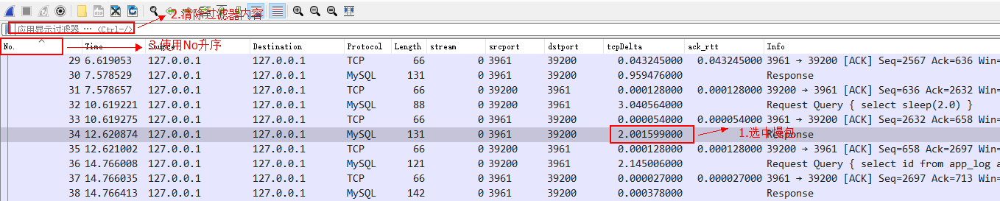 2.清除过滤器内容
应用显示过滤器 … <Ctrl-/>
3.使用No升序
No. Time Source Destination Protocol Length stream srcport dstport tcpDelta ack_rtt Info
29 6.619053 127.0.0.1 127.0.0.1 TCP 66 0 3961 39200 0.043245000 0.043245000 3961 → 39200 [ACK] Seq=2567 Ack=636 Win=
30 7.578529 127.0.0.1 127.0.0.1 MySQL 131 0 3961 39200 0.959476000 Response
31 7.578657 127.0.0.1 127.0.0.1 TCP 66 0 39200 3961 0.000128000 0.000128000 39200 → 3961 [ACK] Seq=636 Ack=2632 Win=
32 10.619221 127.0.0.1 127.0.0.1 MySQL 88 0 39200 3961 3.040564000 Request Query { select sleep(2.0) }
33 10.619275 127.0.0.1 127.0.0.1 TCP 66 0 3961 39200 0.000054000 0.000054000 3961 → 39200 [ACK] Seq=2632 Ack=658 Win=
34 12.620874 127.0.0.1 127.0.0.1 MySQL 131 0 3961 39200 2.001599000 Response
1.选中慢包
35 12.621002 127.0.0.1 127.0.0.1 TCP 66 0 39200 3961 0.000128000 0.000128000 39200 → 3961 [ACK] Seq=658 Ack=2697 Win=
36 14.766008 127.0.0.1 127.0.0.1 MySQL 121 0 39200 3961 2.145006000 Request Query { select id from app_log a
37 14.766035 127.0.0.1 127.0.0.1 TCP 66 0 3961 39200 0.000027000 0.000027000 3961 → 39200 [ACK] Seq=2697 Ack=713 Win=
38 14.766413 127.0.0.1 127.0.0.1 MySQL 142 0 3961 39200 0.000378000 Response